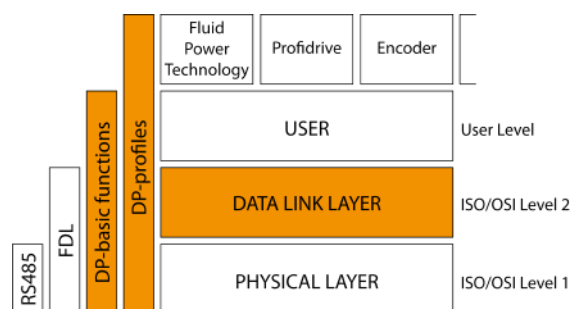 Fluid
Power
Technology
Profidrive
Encoder
USER
User Level
DATA LINK LAYER
ISO/OSI Level 2
PHYSICAL LAYER
ISO/OSI Level 1
RS485
FDL
DP-basic functions
DP-profiles